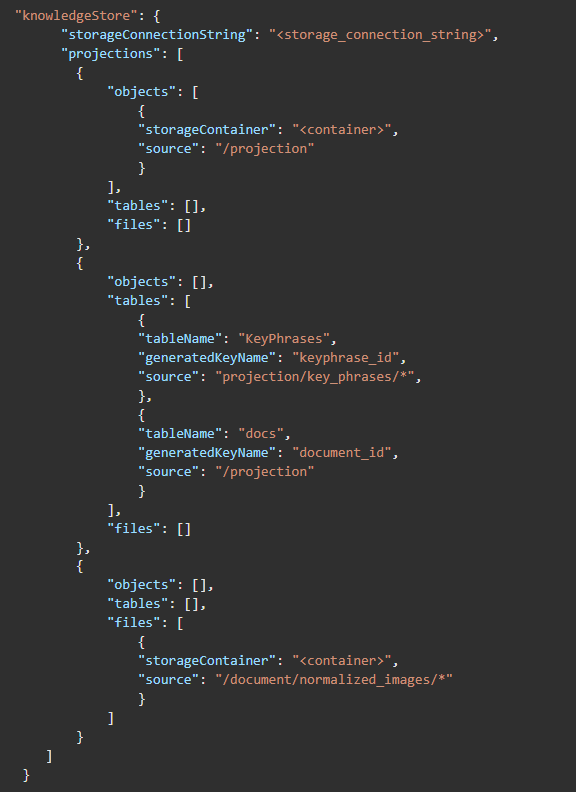 "knowledgeStore": {
"storageConnectionString": "<storage_connection_string>",
"projections": [
{
"objects": [
{
"storageContainer": "<container>",
"source": "/projection"
}
],
"tables": [],
"files": []
},
{
"objects": [],
"tables": [
{
"tableName": "KeyPhrases",
"generatedKeyName": "keyphrase_id",
"source": "projection/key_phrases/*",
},
{
"tableName": "docs",
"generatedKeyName": "document_id",
"source": "/projection"
}
],
"files": []
},
{
"objects": [],
"tables": [],
"files": [
{
"storageContainer": "<container>",
"source": "/document/normalized_images/*"
}
]
}
]
}